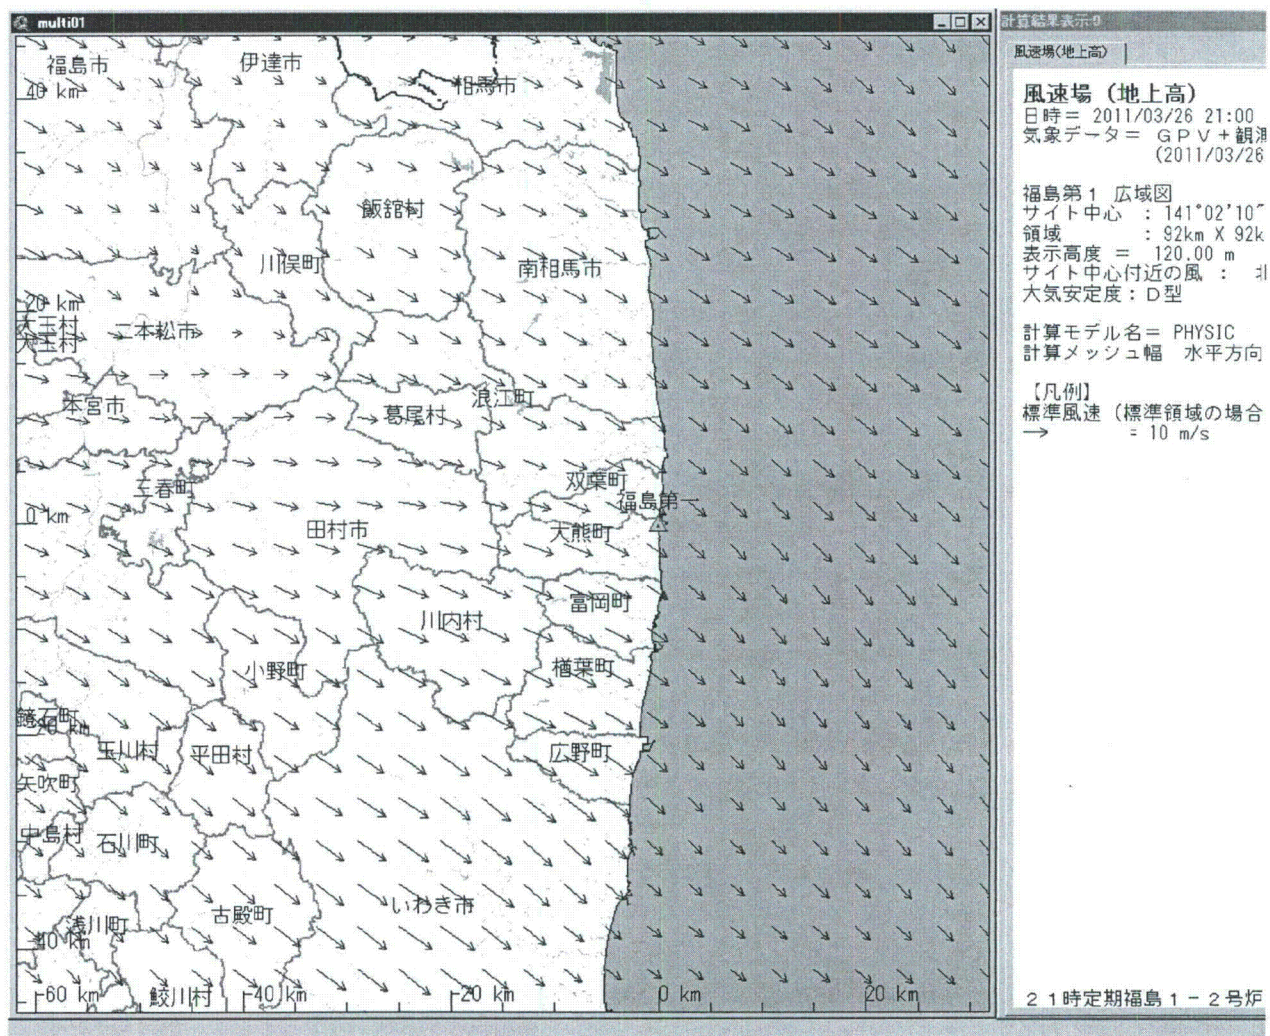 multi01
福島市
伊達市
相馬市
40 km
飯舘村
川俣町
南相馬市
20 km
大玉村
大玉村
二本松市
本宮市
浪江町
葛尾村
双葉町
三春町
福島第一
0 km
田村市
大熊町
富岡町
川内村
小野町
楢葉町
鏡石町
-20 km
玉川村
平田村
広野町
矢吹町
中島村
石川町
いわき市
古殿町
浅川町
-40 km
-60 km
-40 km
-20 km
0 km
20 km
鮫川村
計算結果表示:0
風速場(地上高)
風速場（地上高）
日時＝ 2011/03/26 21:00
気象データ＝ ＧＰＶ＋観測
(2011/03/26
福島第１ 広域図
サイト中心 ： 141°02'10"
領域 ： 92km X 92k
表示高度 ＝ 120.00 m
サイト中心付近の風 ： 北
大気安定度：Ｄ型
計算モデル名＝ PHYSIC
計算メッシュ幅 水平方向
【凡例】
標準風速（標準領域の場合
→ = 10 m/s
２１時定期福島１－２号炉